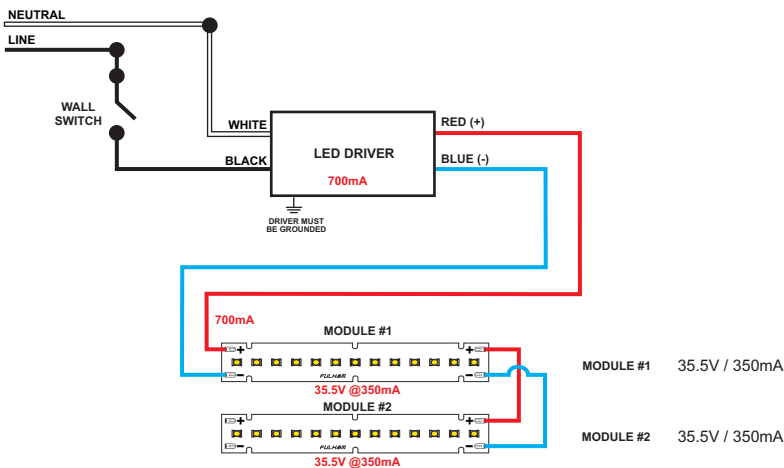 NEUTRAL
LINE
WALL
SWITCH
WHITE
BLACK
LED DRIVER
700mA
RED (+)
BLUE (-)
DRIVER MUST
BE GROUNDED
700mA
MODULE #1
+ +
FULHAM
- -
35.5V @350mA
MODULE #1 35.5V / 350mA
MODULE #2
+ +
FULHAM
- -
35.5V @350mA
MODULE #2 35.5V / 350mA